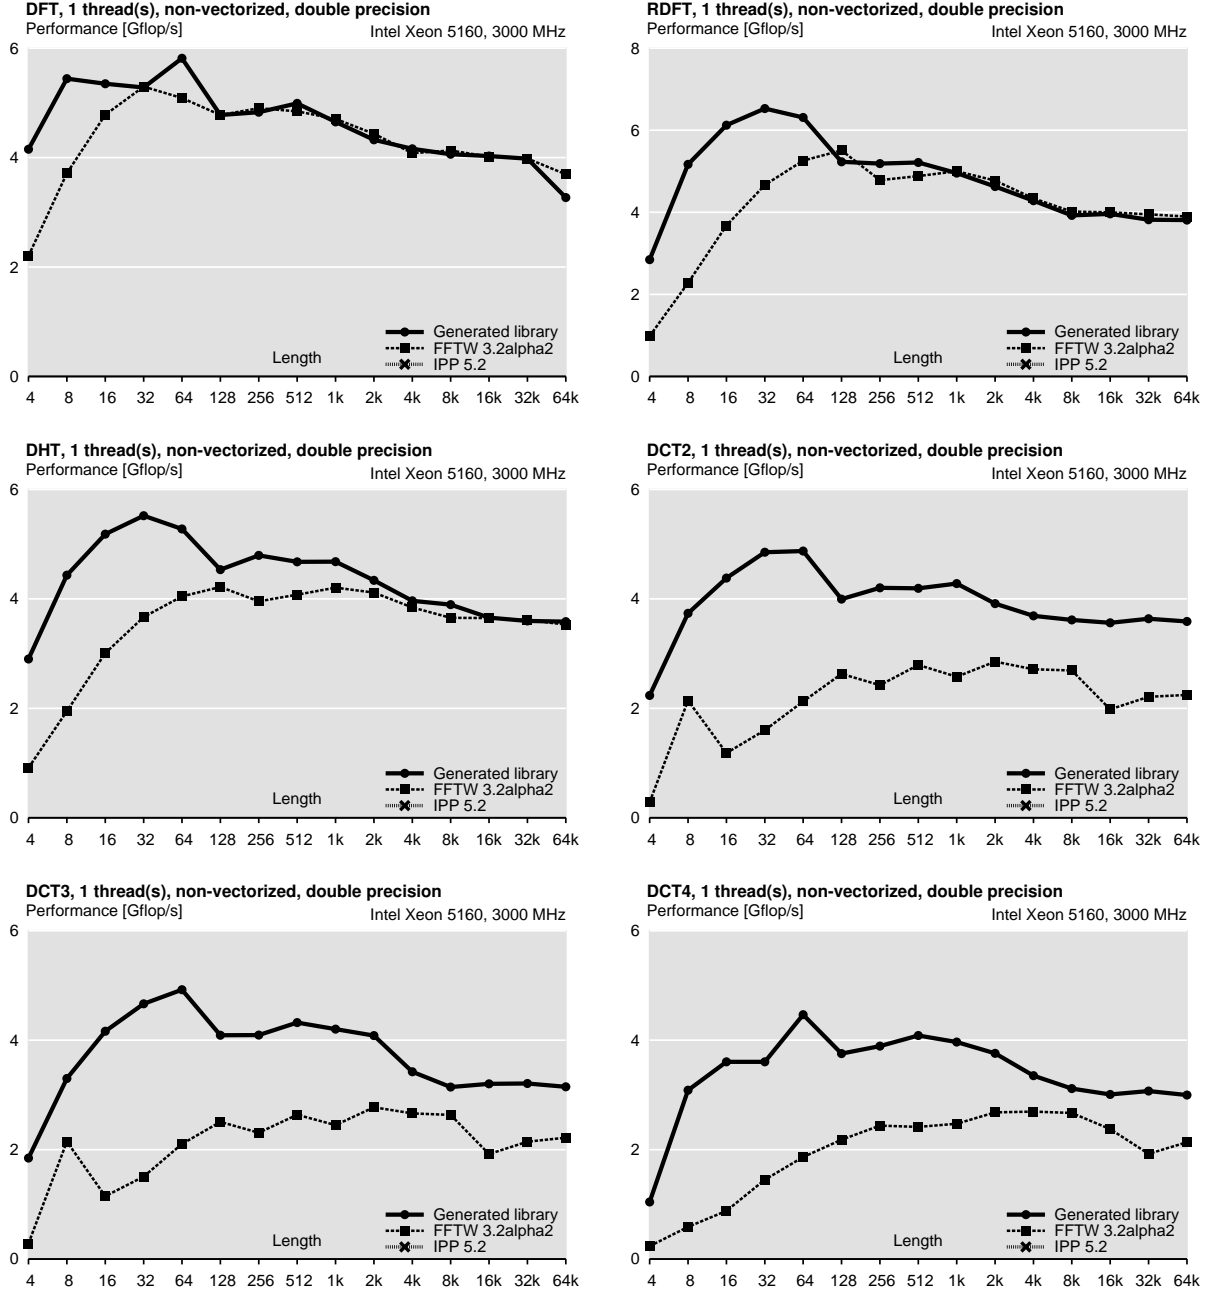 DFT, 1 thread(s), non-vectorized, double precision
Performance [Gflop/s] Intel Xeon 5160, 3000 MHz
6
4
2
0
Generated library
FFTW 3.2alpha2
IPP 5.2
Length
4 8 16 32 64 128 256 512 1k 2k 4k 8k 16k 32k 64k
RDFT, 1 thread(s), non-vectorized, double precision
Performance [Gflop/s] Intel Xeon 5160, 3000 MHz
8
6
4
2
0
Generated library
FFTW 3.2alpha2
IPP 5.2
Length
4 8 16 32 64 128 256 512 1k 2k 4k 8k 16k 32k 64k
DHT, 1 thread(s), non-vectorized, double precision
Performance [Gflop/s] Intel Xeon 5160, 3000 MHz
6
4
2
0
Generated library
FFTW 3.2alpha2
IPP 5.2
Length
4 8 16 32 64 128 256 512 1k 2k 4k 8k 16k 32k 64k
DCT2, 1 thread(s), non-vectorized, double precision
Performance [Gflop/s] Intel Xeon 5160, 3000 MHz
6
4
2
0
Generated library
FFTW 3.2alpha2
IPP 5.2
Length
4 8 16 32 64 128 256 512 1k 2k 4k 8k 16k 32k 64k
DCT3, 1 thread(s), non-vectorized, double precision
Performance [Gflop/s] Intel Xeon 5160, 3000 MHz
6
4
2
0
Generated library
FFTW 3.2alpha2
IPP 5.2
Length
4 8 16 32 64 128 256 512 1k 2k 4k 8k 16k 32k 64k
DCT4, 1 thread(s), non-vectorized, double precision
Performance [Gflop/s] Intel Xeon 5160, 3000 MHz
6
4
2
0
Generated library
FFTW 3.2alpha2
IPP 5.2
Length
4 8 16 32 64 128 256 512 1k 2k 4k 8k 16k 32k 64k